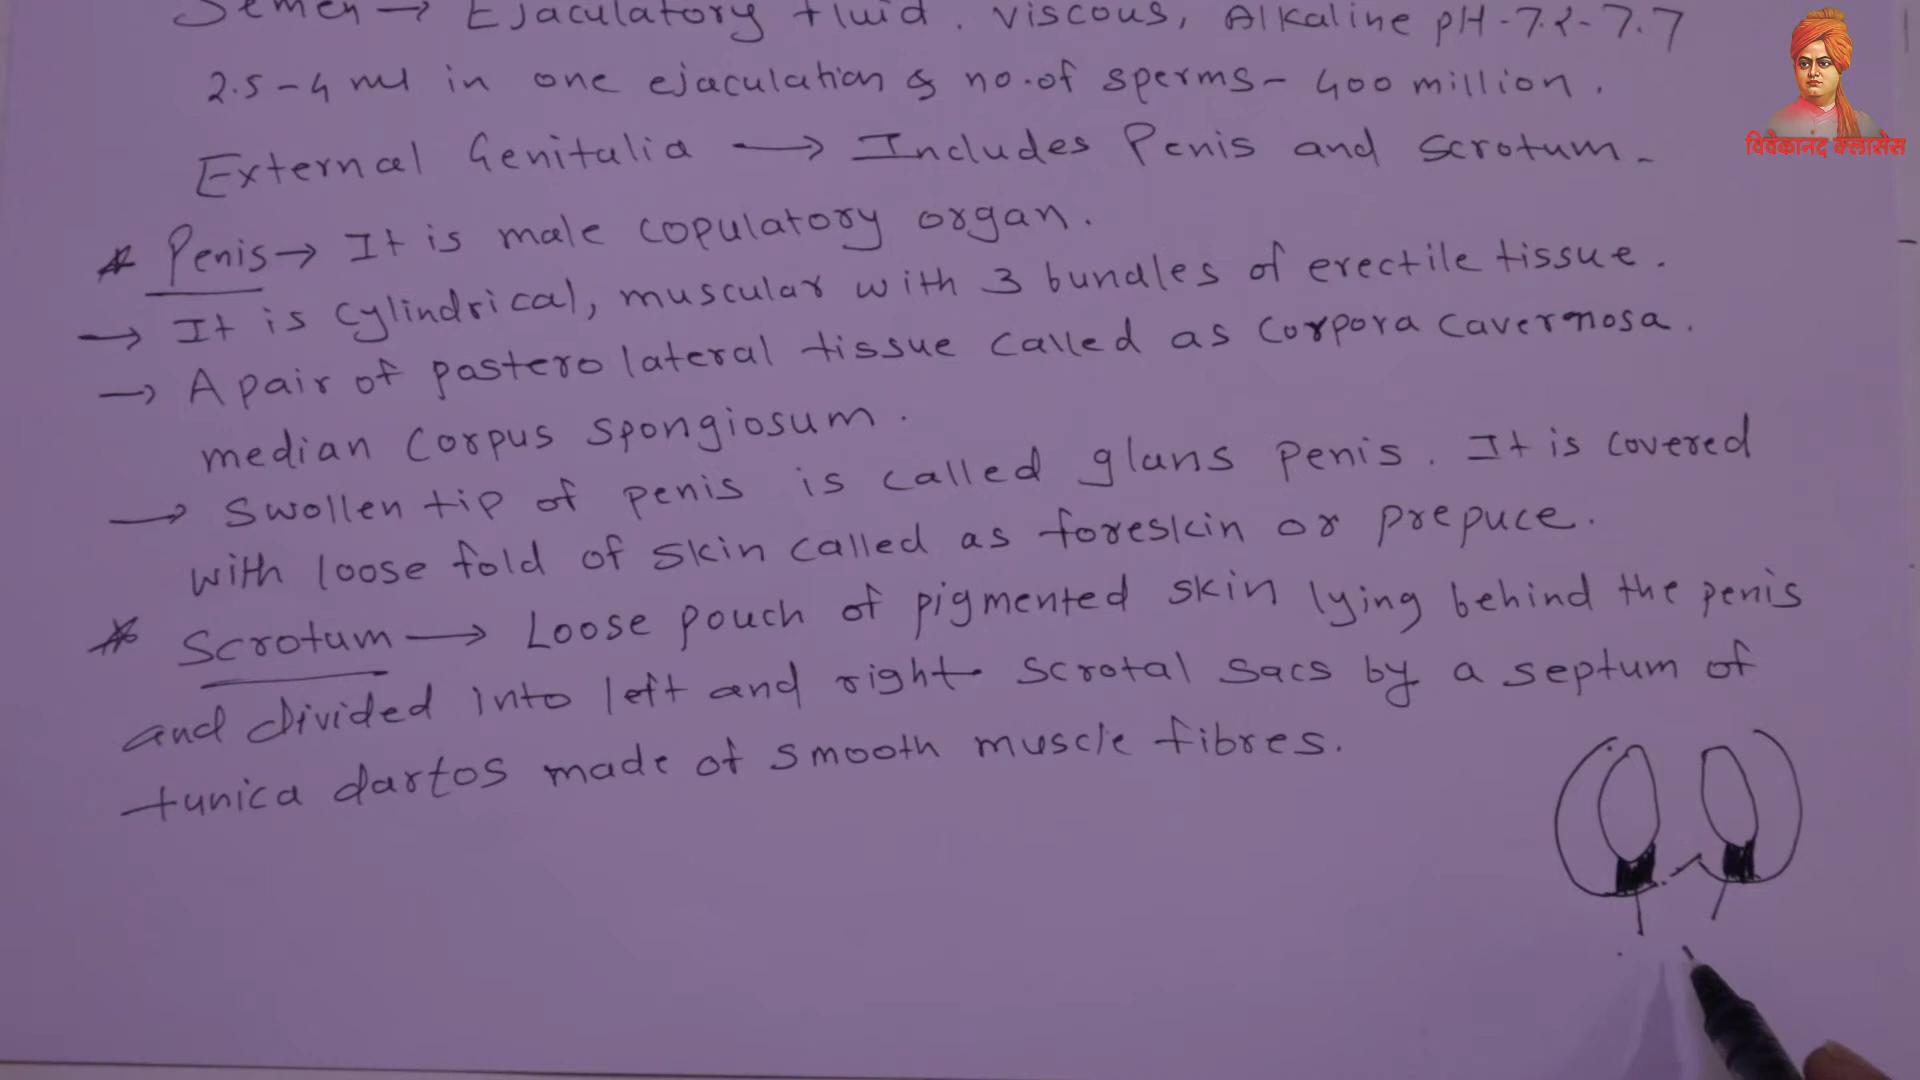 Semen → Ejaculatory fluid. Viscous, Alkaline pH-7.2-7.7
2.5-4 ml in one ejaculation & no. of sperms- 400 million.
External Genitalia → Includes Penis and scrotum-
* Penis → It is male copulatory organ.
→ It is cylindrical, muscular with 3 bundles of erectile tissue.
→ A pair of pastero lateral tissue called as Corpora Cavernosa.
median Corpus spongiosum.
→ Swollen tip of penis is called glans penis. It is covered
with loose fold of skin called as foreskin or prepuce.
* Scrotum → Loose pouch of pigmented skin lying behind the penis
and divided into left and right scrotal sacs by a septum of
tunica dartos made of smooth muscle fibres.
विवेकानंद क्लासेस